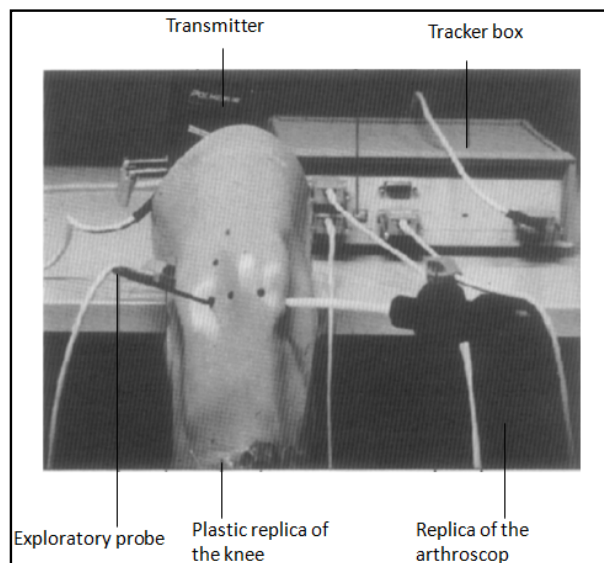 Transmitter
Tracker box
Exploratory probe
Plastic replica of
the knee
Replica of the
arthroscop